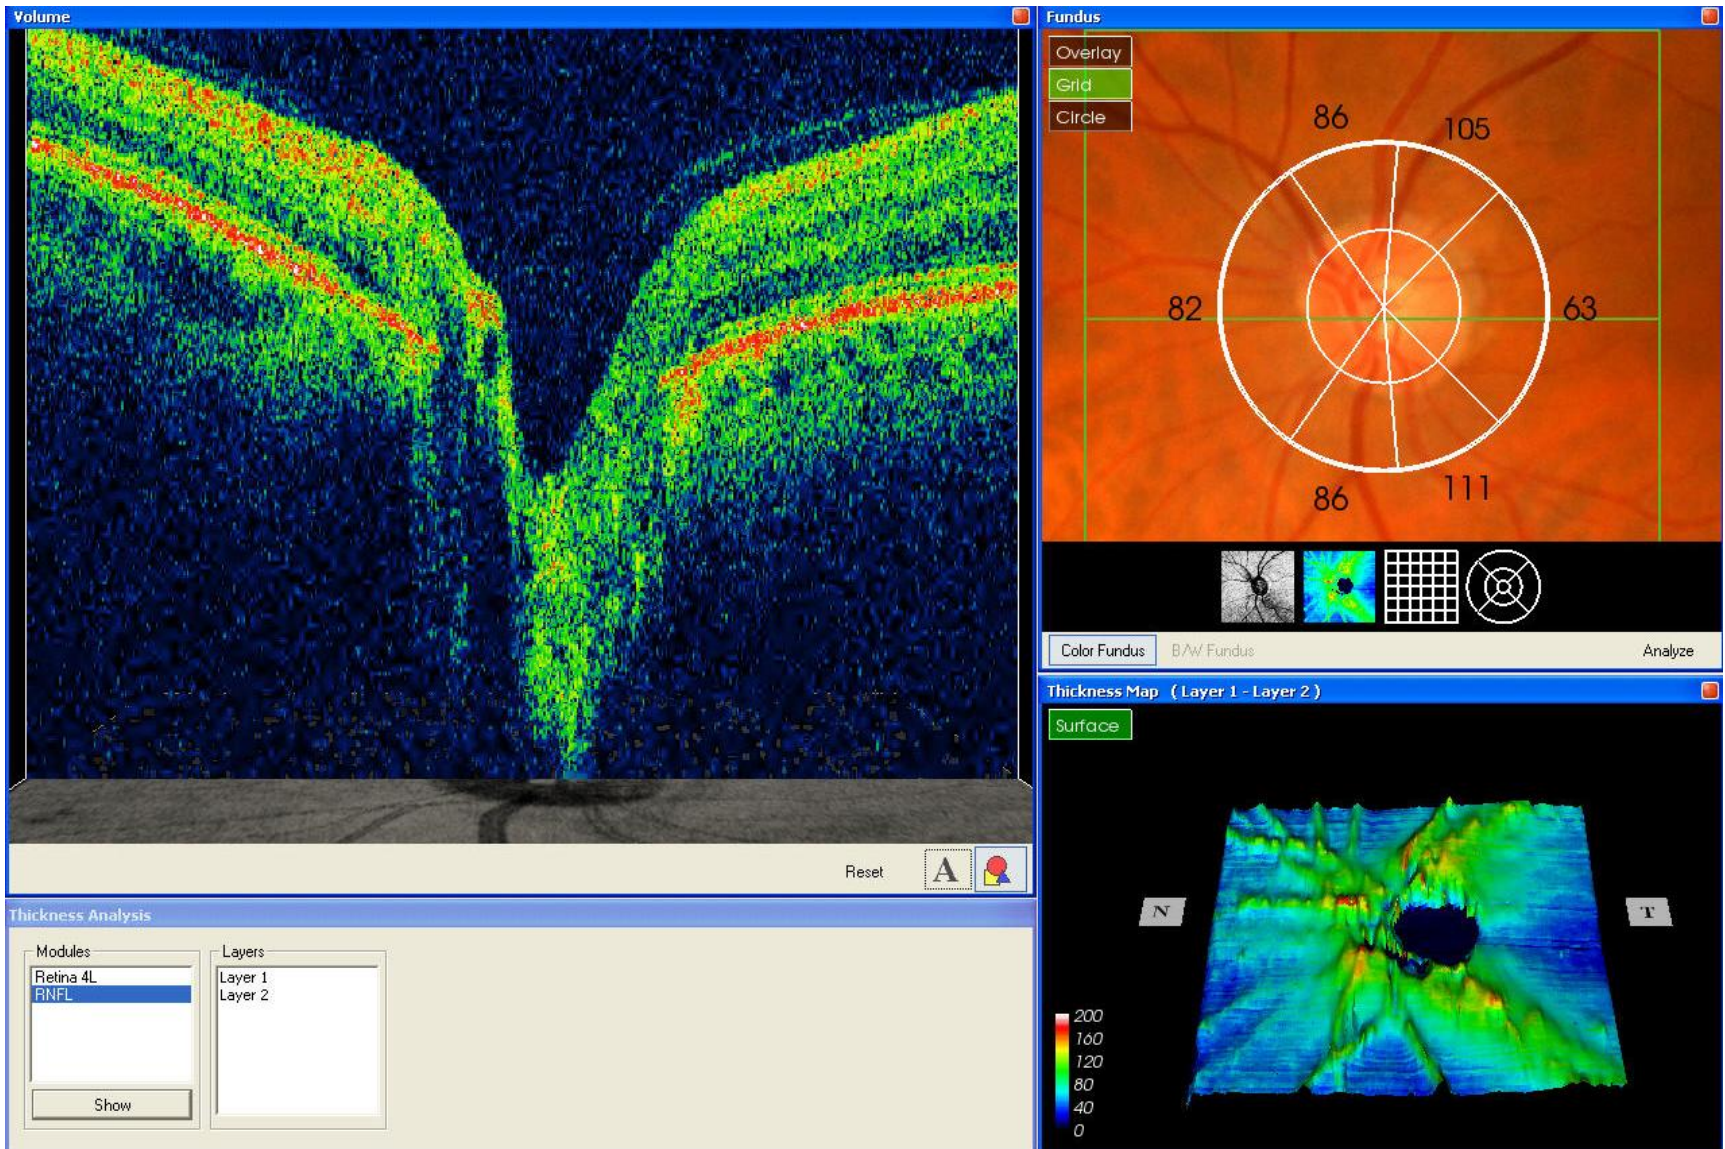 Volume
Reset
A
Thickness Analysis
Modules
Retina 4L
RNFL
Show
Layers
Layer 1
Layer 2
Fundus
Overlay
Grid
Circle
86
105
82
63
86
111
Color Fundus
B/W Fundus
Analyze
Thickness Map ( Layer 1 - Layer 2 )
Surface
N
T
200
160
120
80
40
0